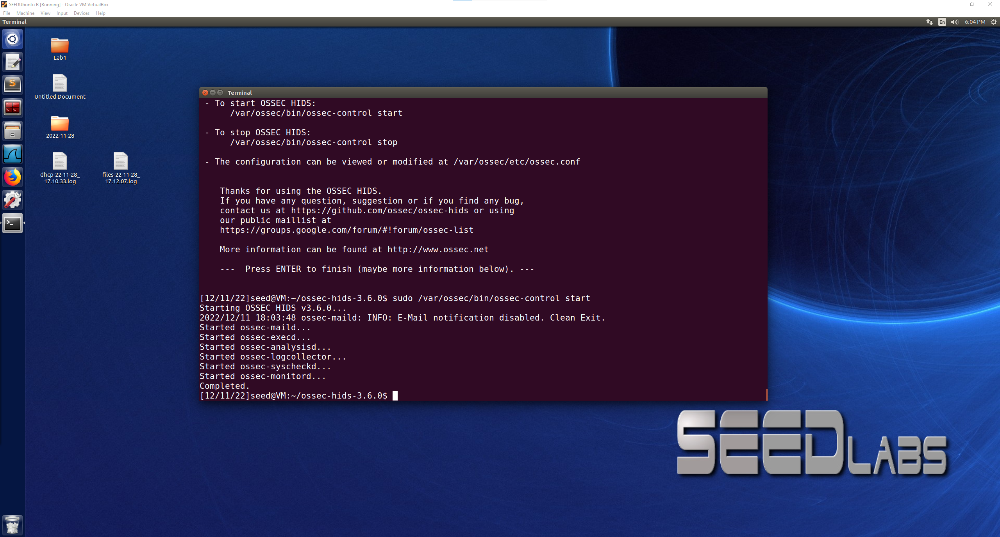 SEEDUbuntu B [Running] - Oracle VM VirtualBox
File Machine View Input Devices Help
Terminal
En
6:04 PM
Lab1
Untitled Document
2022-11-28
dhcp-22-11-28_
17.10.33.log
files-22-11-28_
17.12.07.log
Terminal
- To start OSSEC HIDS:
/var/ossec/bin/ossec-control start
- To stop OSSEC HIDS:
/var/ossec/bin/ossec-control stop
- The configuration can be viewed or modified at /var/ossec/etc/ossec.conf
Thanks for using the OSSEC HIDS.
If you have any question, suggestion or if you find any bug,
contact us at https://github.com/ossec/ossec-hids or using
our public maillist at
https://groups.google.com/forum/#!forum/ossec-list
More information can be found at http://www.ossec.net
--- Press ENTER to finish (maybe more information below). ---
[12/11/22]seed@VM:~/ossec-hids-3.6.0$ sudo /var/ossec/bin/ossec-control start
Starting OSSEC HIDS v3.6.0...
2022/12/11 18:03:48 ossec-maild: INFO: E-Mail notification disabled. Clean Exit.
Started ossec-maild...
Started ossec-execd...
Started ossec-analysisd...
Started ossec-logcollector...
Started ossec-syscheckd...
Started ossec-monitord...
Completed.
[12/11/22]seed@VM:~/ossec-hids-3.6.0$
SEEDLABS